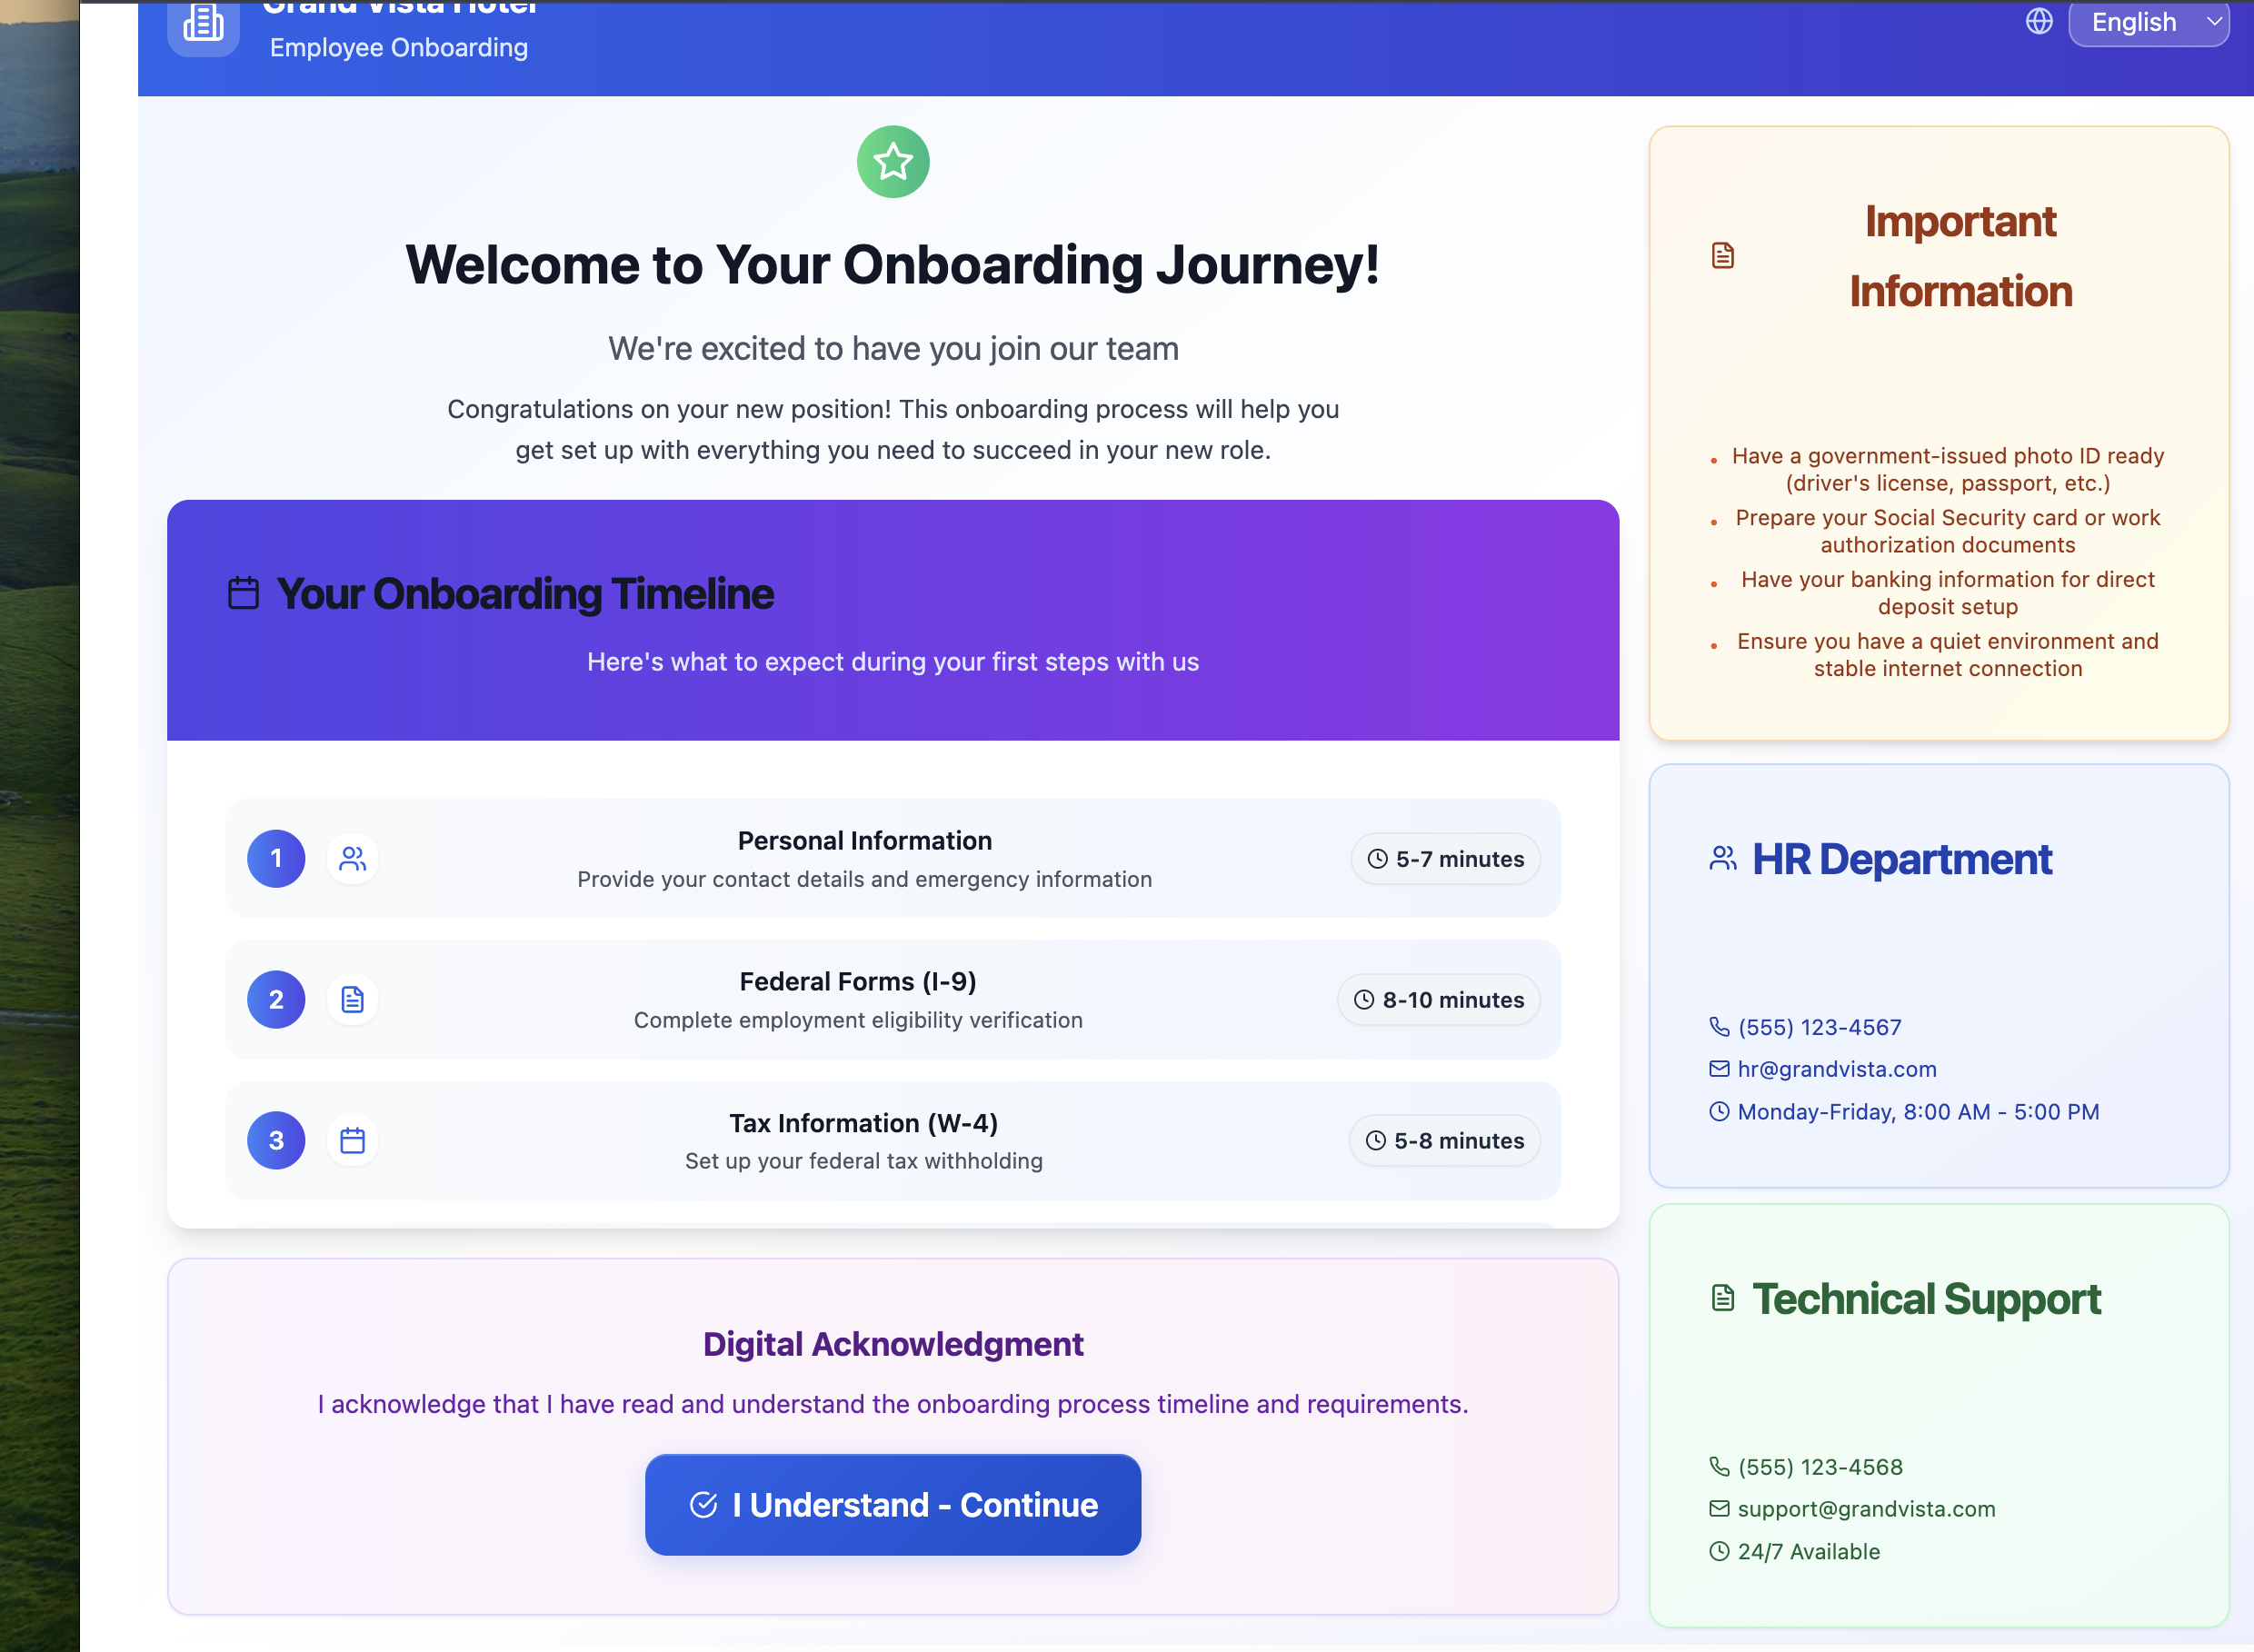 Grand Vista Hotel
Employee Onboarding
English
Welcome to Your Onboarding Journey!
We're excited to have you join our team
Congratulations on your new position! This onboarding process will help you
get set up with everything you need to succeed in your new role.
Your Onboarding Timeline
Here's what to expect during your first steps with us
1
Personal Information
Provide your contact details and emergency information
5-7 minutes
2
Federal Forms (I-9)
Complete employment eligibility verification
8-10 minutes
3
Tax Information (W-4)
Set up your federal tax withholding
5-8 minutes
Digital Acknowledgment
I acknowledge that I have read and understand the onboarding process timeline and requirements.
I Understand - Continue
Important
Information
• Have a government-issued photo ID ready
(driver's license, passport, etc.)
• Prepare your Social Security card or work
authorization documents
• Have your banking information for direct
deposit setup
• Ensure you have a quiet environment and
stable internet connection
HR Department
(555) 123-4567
hr@grandvista.com
Monday-Friday, 8:00 AM - 5:00 PM
Technical Support
(555) 123-4568
support@grandvista.com
24/7 Available